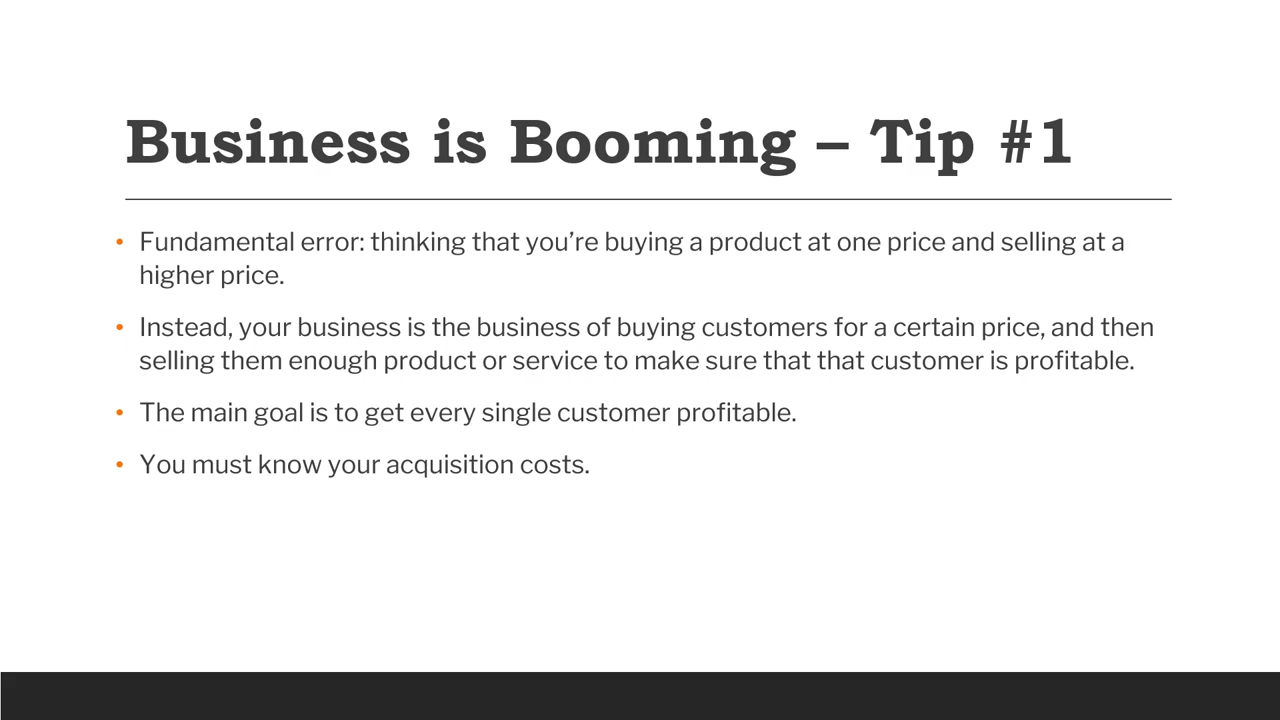 Business is Booming – Tip #1
• Fundamental error: thinking that you’re buying a product at one price and selling at a
higher price.
• Instead, your business is the business of buying customers for a certain price, and then
selling them enough product or service to make sure that that customer is profitable.
• The main goal is to get every single customer profitable.
• You must know your acquisition costs.